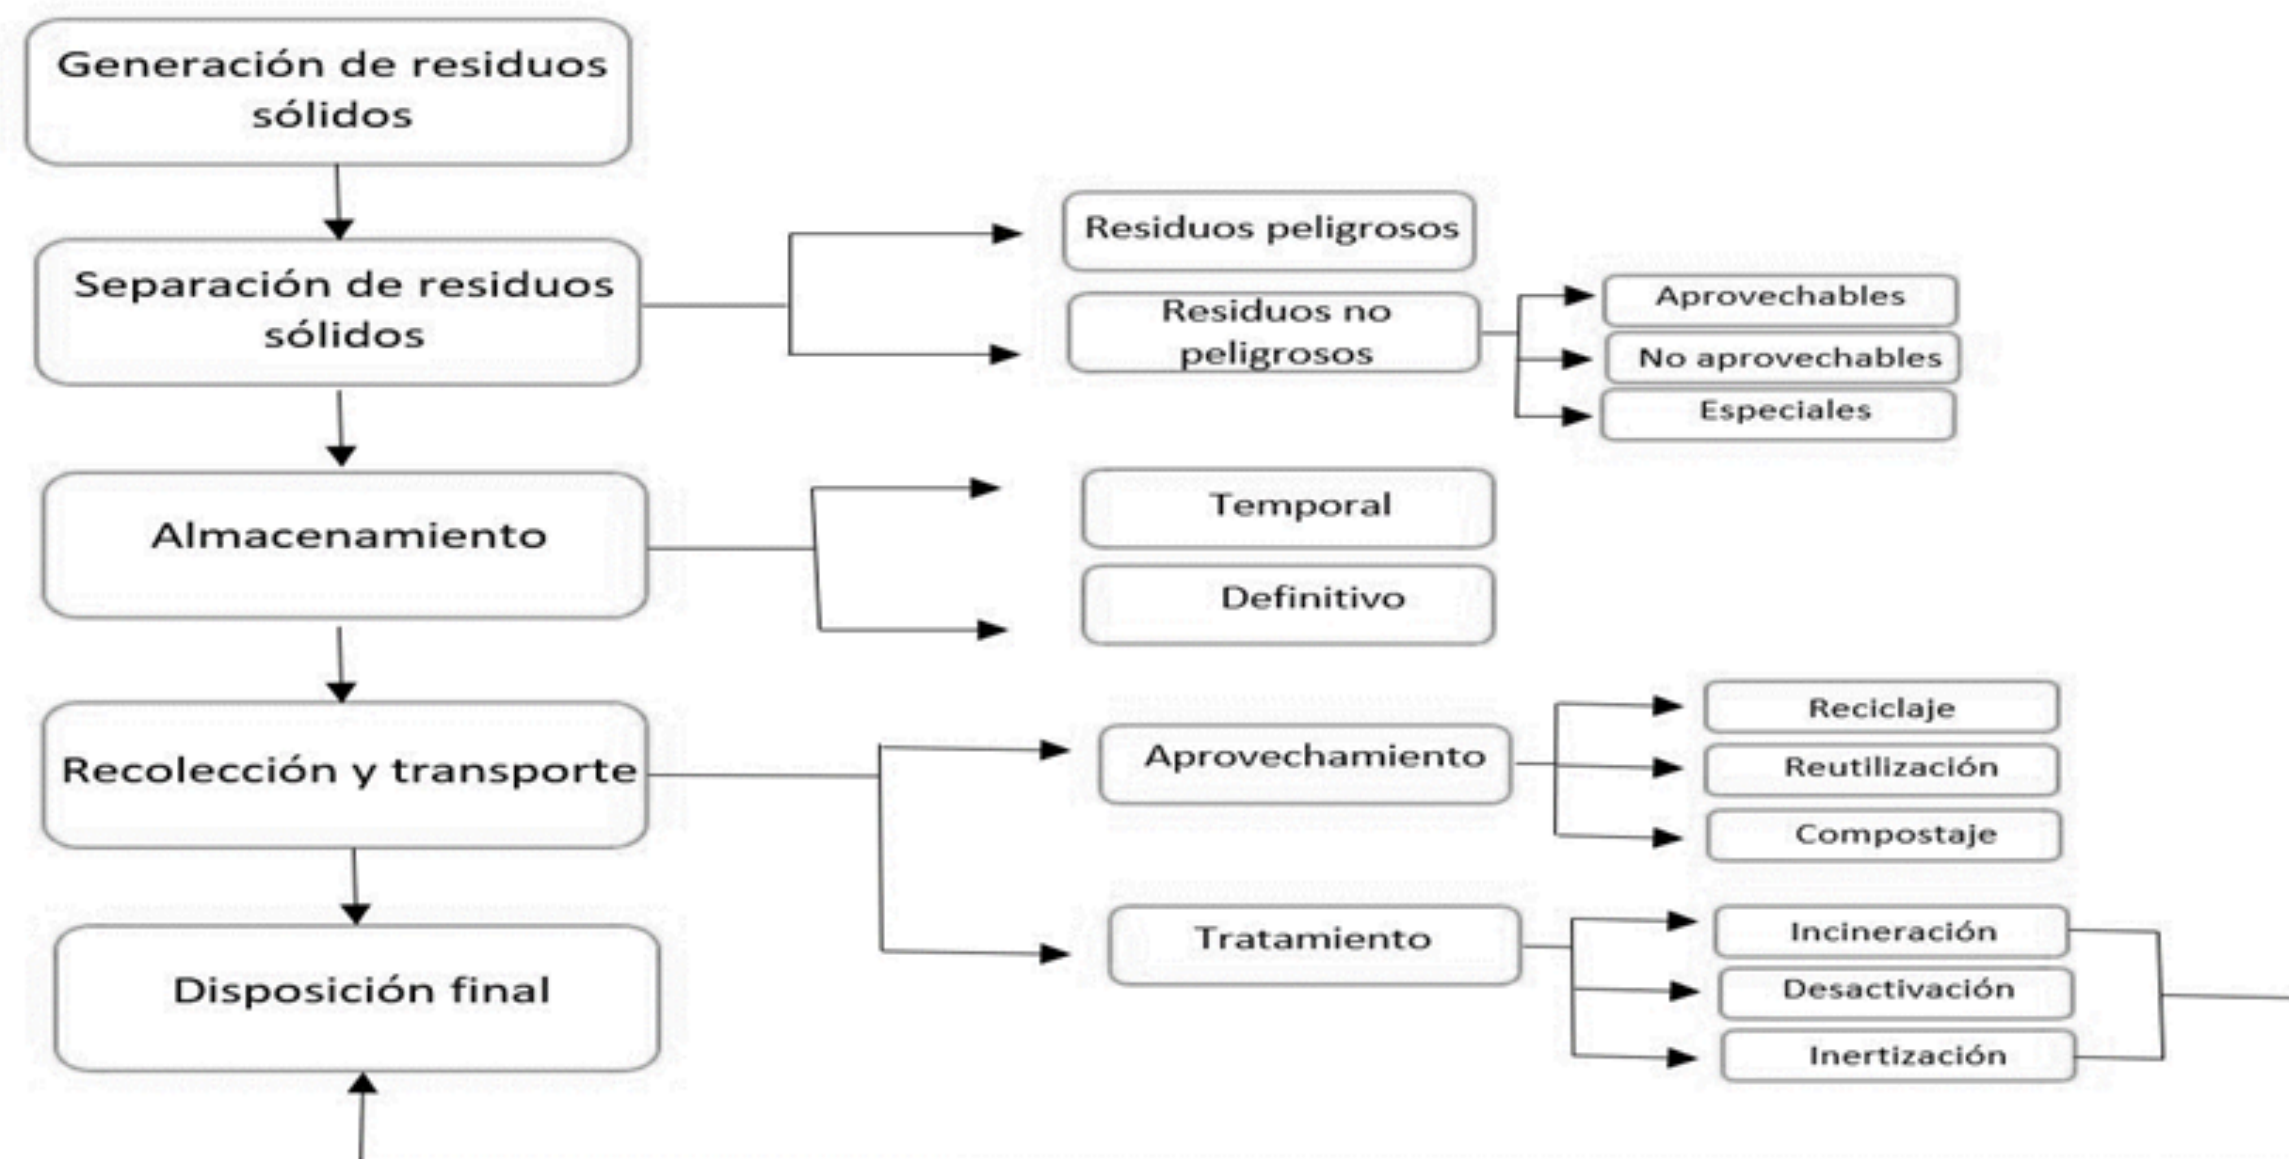 Generación de residuos
sólidos
Separación de residuos
sólidos
Residuos peligrosos
Residuos no
peligrosos
Aprovechables
No aprovechables
Especiales
Almacenamiento
Temporal
Definitivo
Recolección y transporte
Aprovechamiento
Reciclaje
Reutilización
Compostaje
Tratamiento
Incineración
Desactivación
Inertización
Disposición final